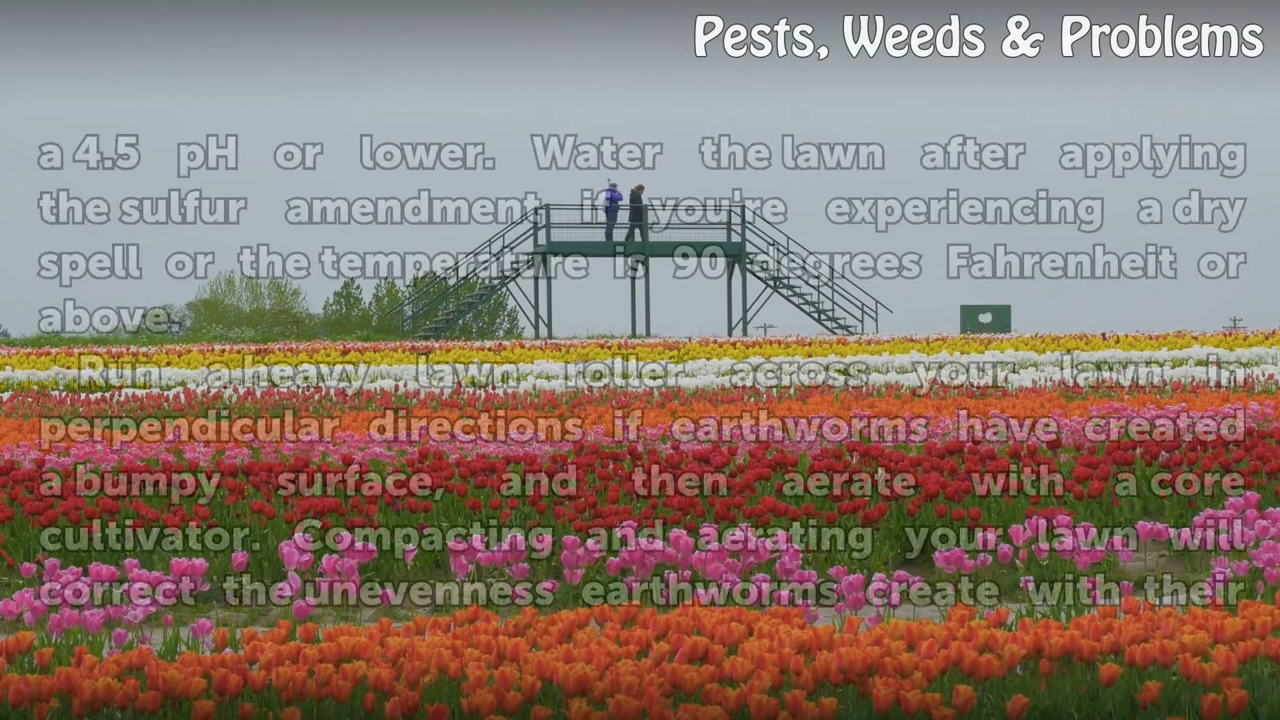 Pests, Weeds & Problems
a 4.5 pH or lower. Water the lawn after applying
the sulfur amendment if you're experiencing a dry
spell or the temperature is 90 degrees Fahrenheit or
above.
Run a heavy lawn roller across your lawn in
perpendicular directions if earthworms have created
a bumpy surface, and then aerate with a core
cultivator. Compacting and aerating your lawn will
correct the unevenness earthworms create with their